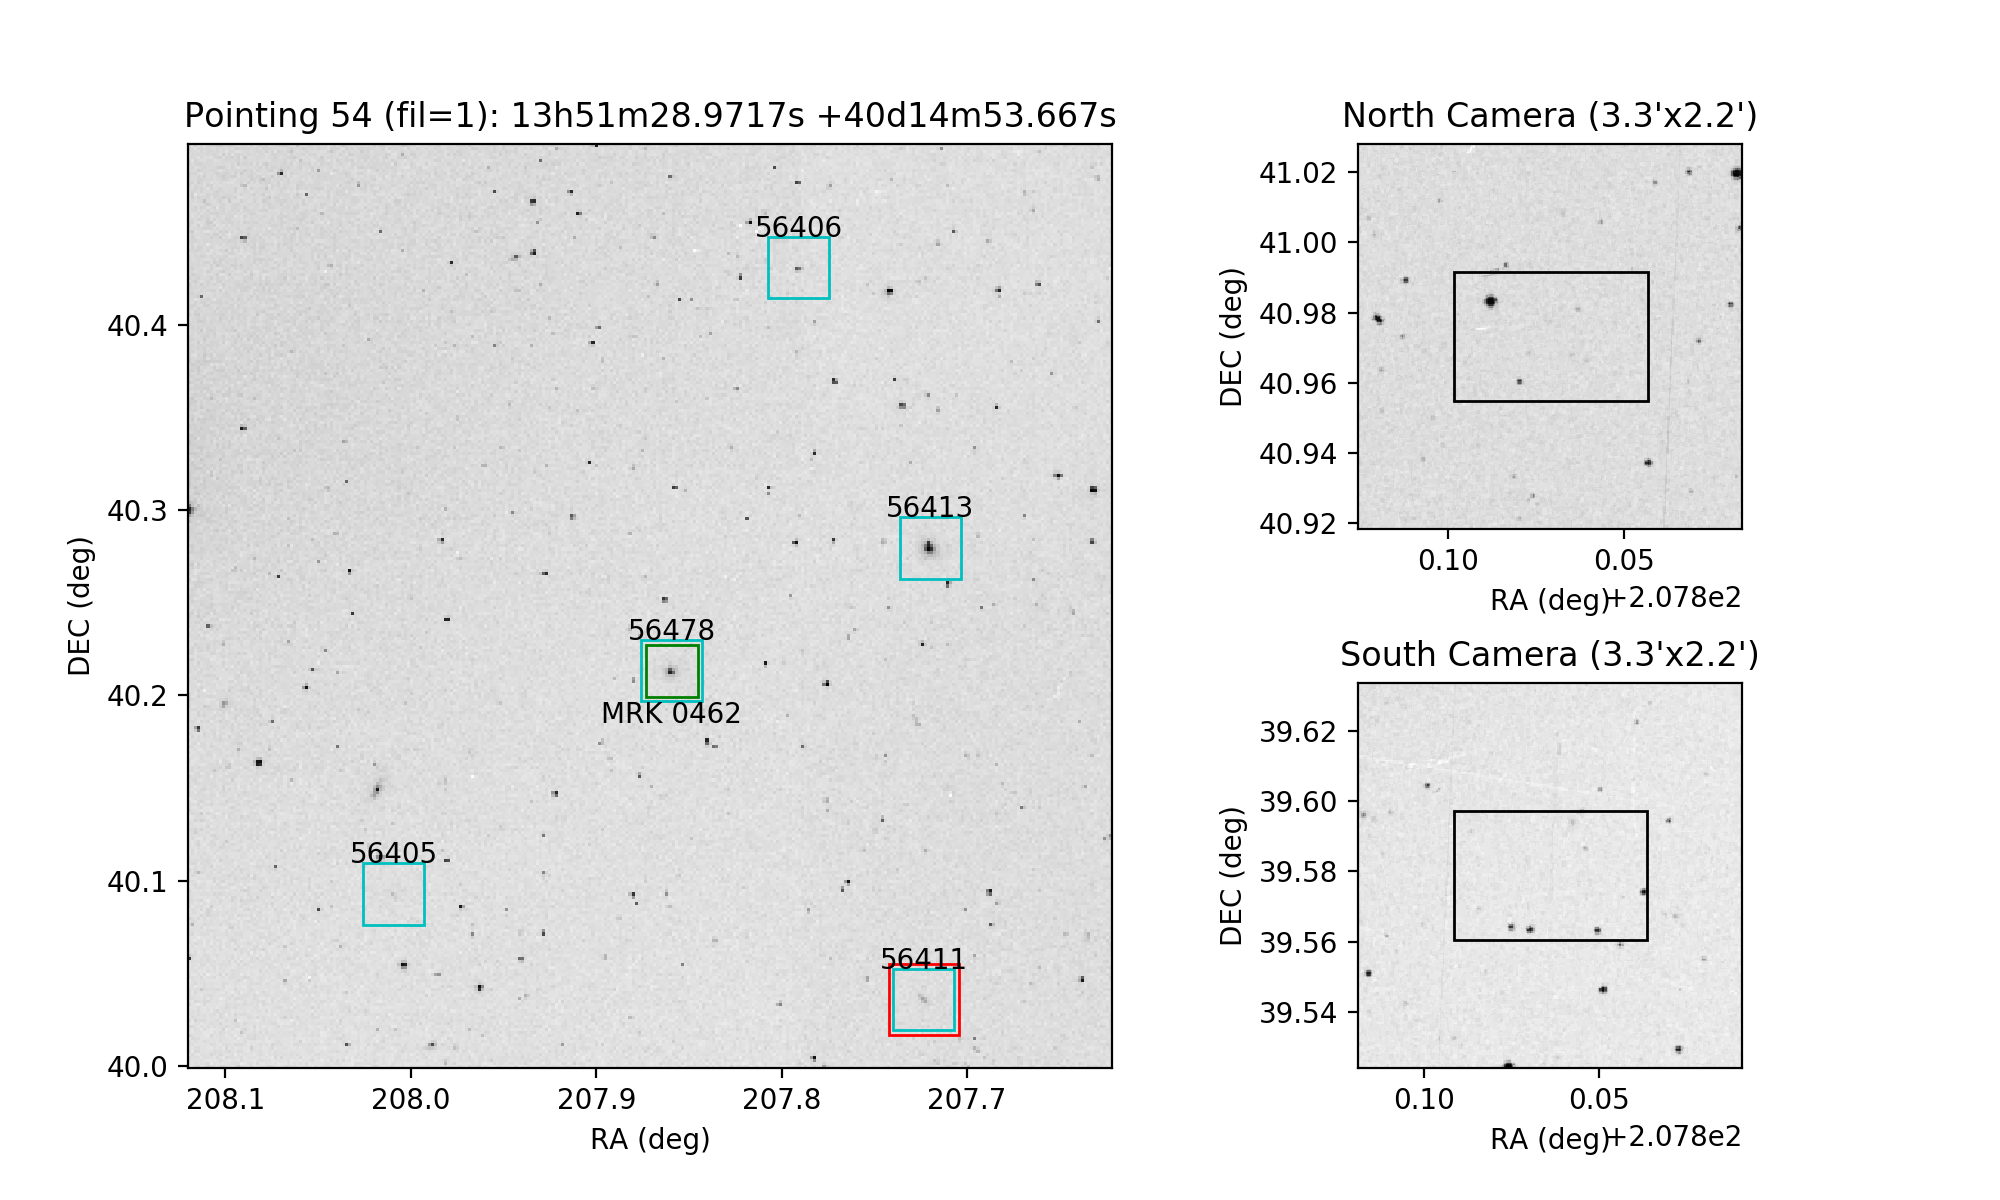 Pointing 54 (fil=1): 13h51m28.9717s +40d14m53.667s
56406
56413
56478
MRK 0462
56405
56411
40.4
40.3
40.2
40.1
40.0
DEC (deg)
208.1 208.0 207.9 207.8 207.7
RA (deg)
North Camera (3.3'x2.2')
41.02
41.00
40.98
40.96
40.94
40.92
DEC (deg)
0.10 0.05
RA (deg) +2.078e2
South Camera (3.3'x2.2')
39.62
39.60
39.58
39.56
39.54
DEC (deg)
0.10 0.05
RA (deg) +2.078e2